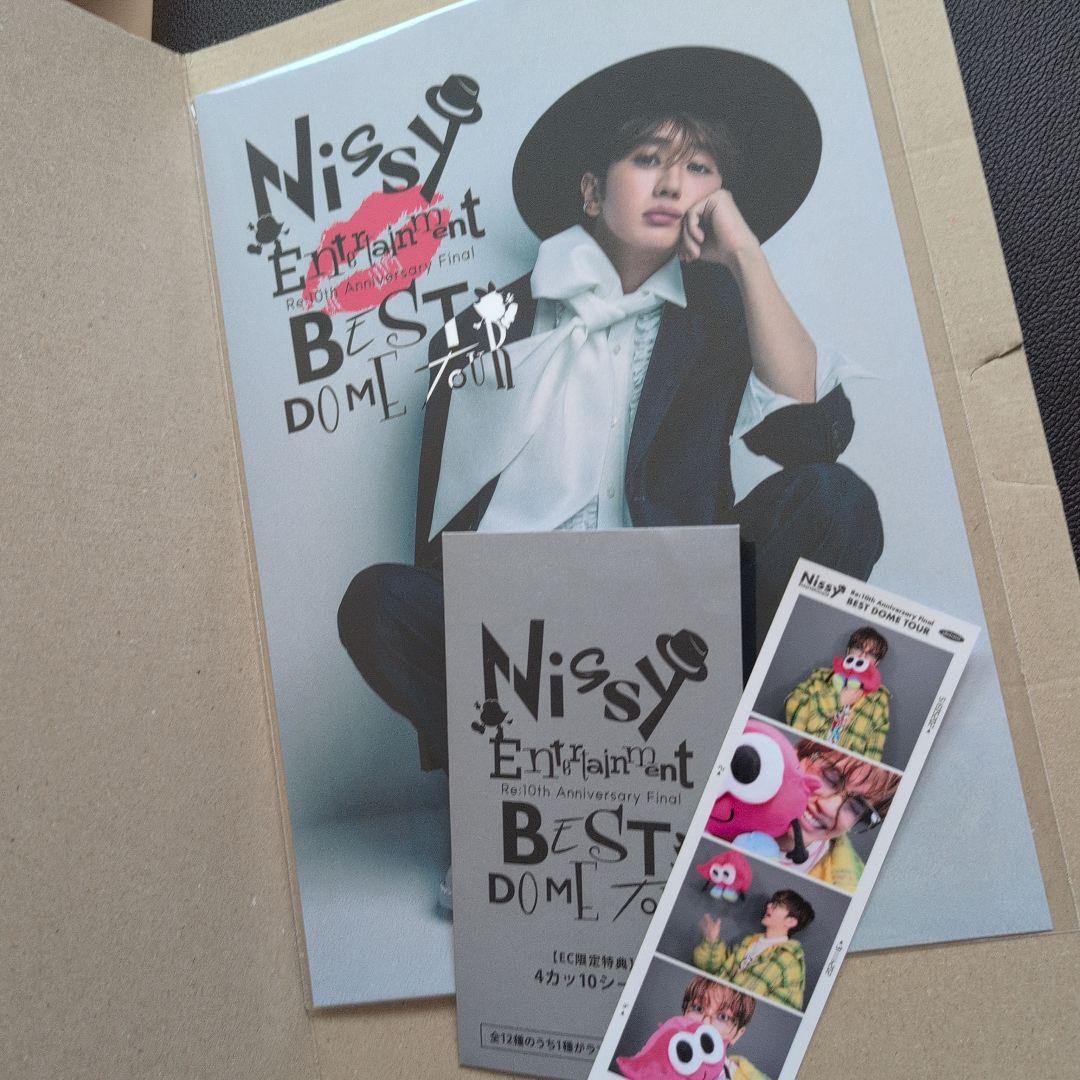 Nissy
Entertainment
Re:10th Anniversary Final
BEST
DOME TOUR
Nissy
Entertainment
Re:10th Anniversary Final
BEST
DOME TO
【EC限定特典】
4カッ10シー
全12種のうち1種がラ
Nissy
Re:10th Anniversary Final
BEST DOME TOUR